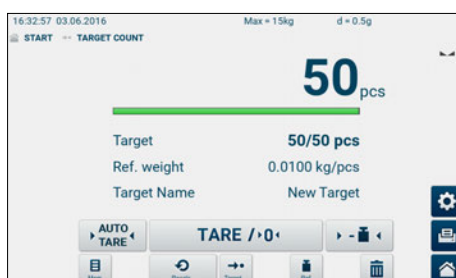 16:32:57 03.06.2016 Max = 15kg d = 0.5g
START TARGET COUNT
50 pcs
Target 50/50 pcs
Ref. weight 0.0100 kg/pcs
Target Name New Target
AUTO TARE
TARE / 0